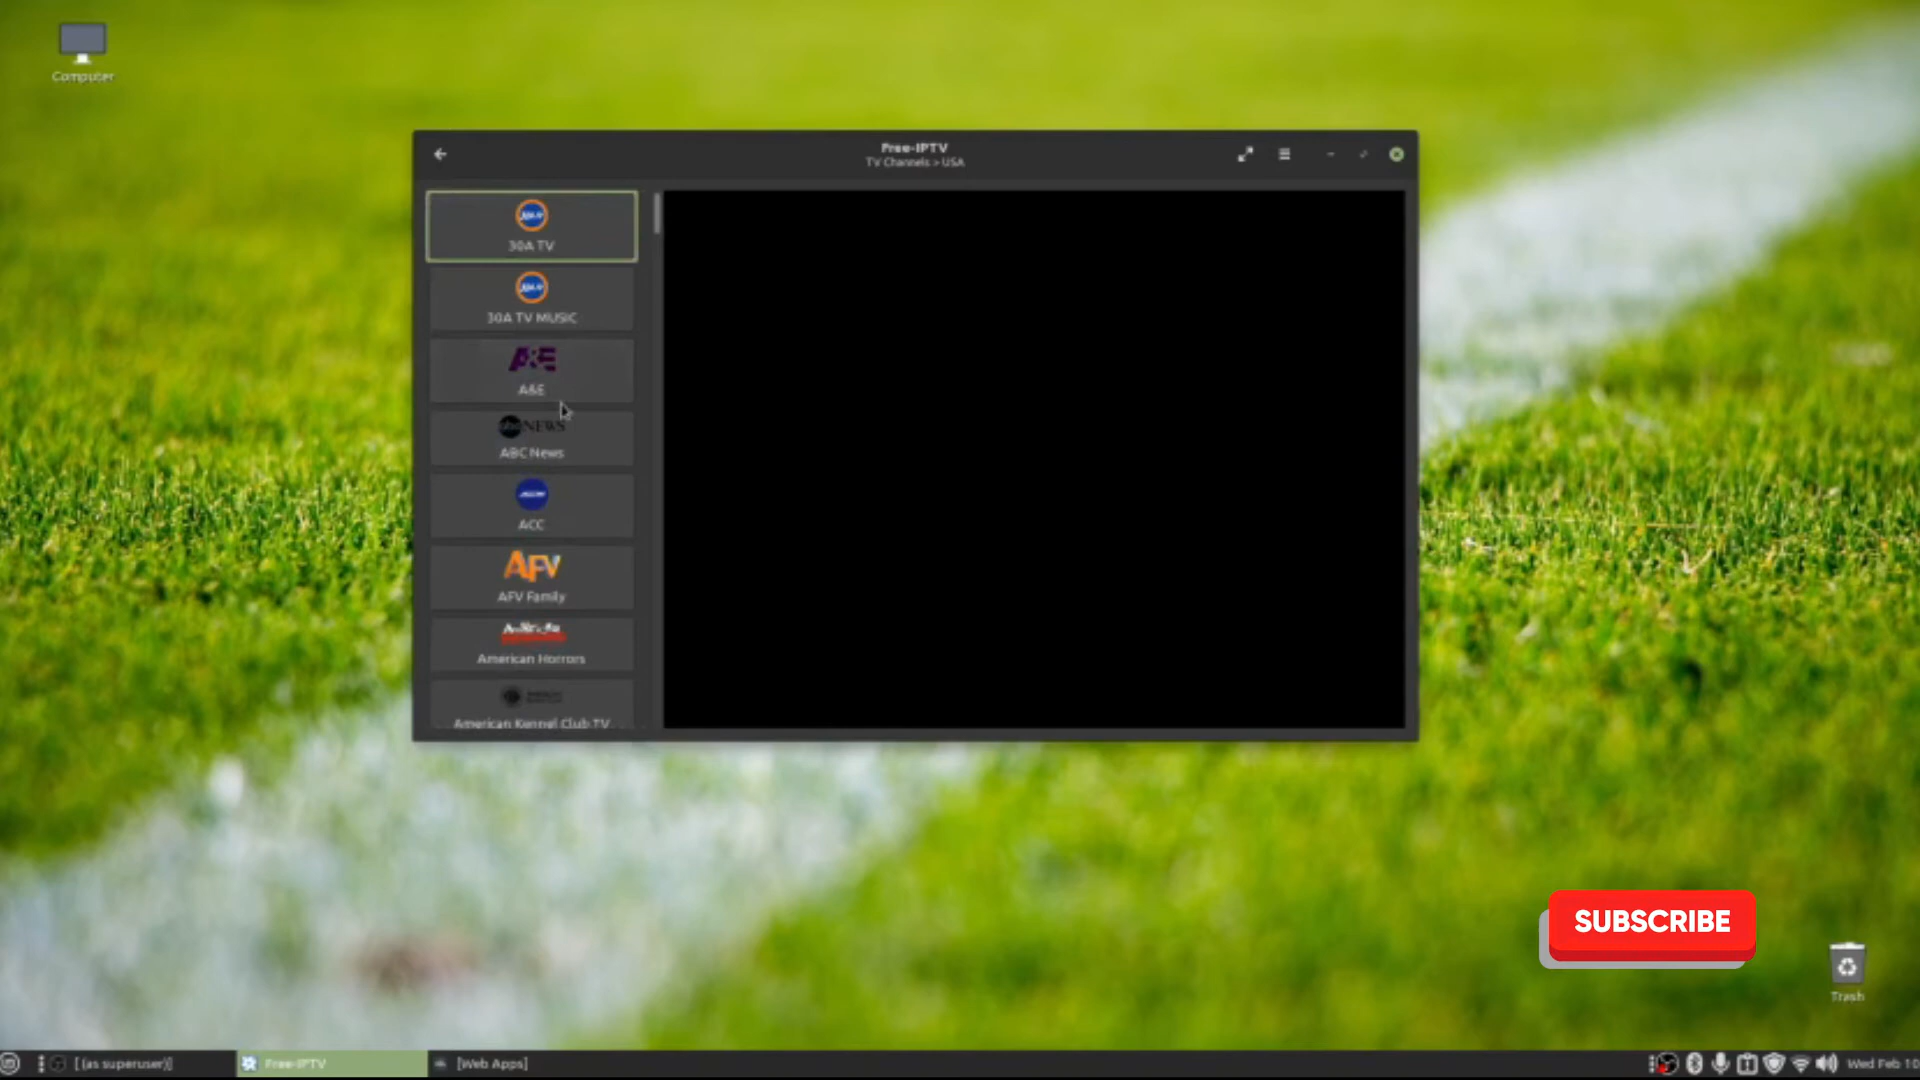 Computer
Free-IPTV
TV Channels > USA
30A TV
30A TV MUSIC
A&E
A&E
abc NEWS
ABC News
ACC
AFV
AFV Family
American Horrors
American Kennel Club TV
SUBSCRIBE
Trash
[ (as superuser)]
Free-IPTV
[Web Apps]
Wed Feb 10